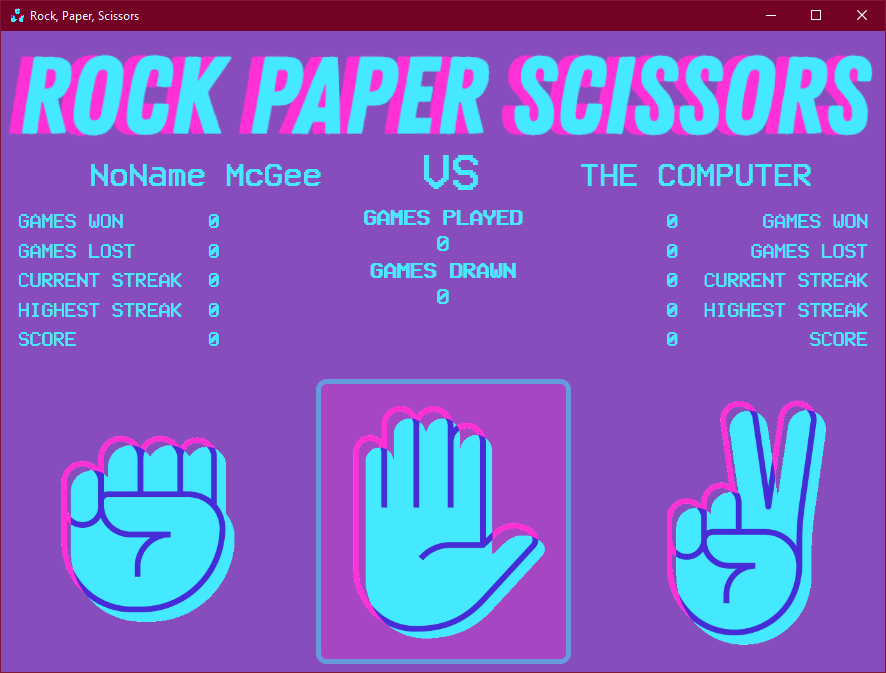 Rock, Paper, Scissors
ROCK PAPER SCISSORS
NoName McGee VS THE COMPUTER
GAMES WON 0
GAMES LOST 0
CURRENT STREAK 0
HIGHEST STREAK 0
SCORE 0
GAMES PLAYED
0
GAMES DRAWN
0
0 GAMES WON
0 GAMES LOST
0 CURRENT STREAK
0 HIGHEST STREAK
0 SCORE